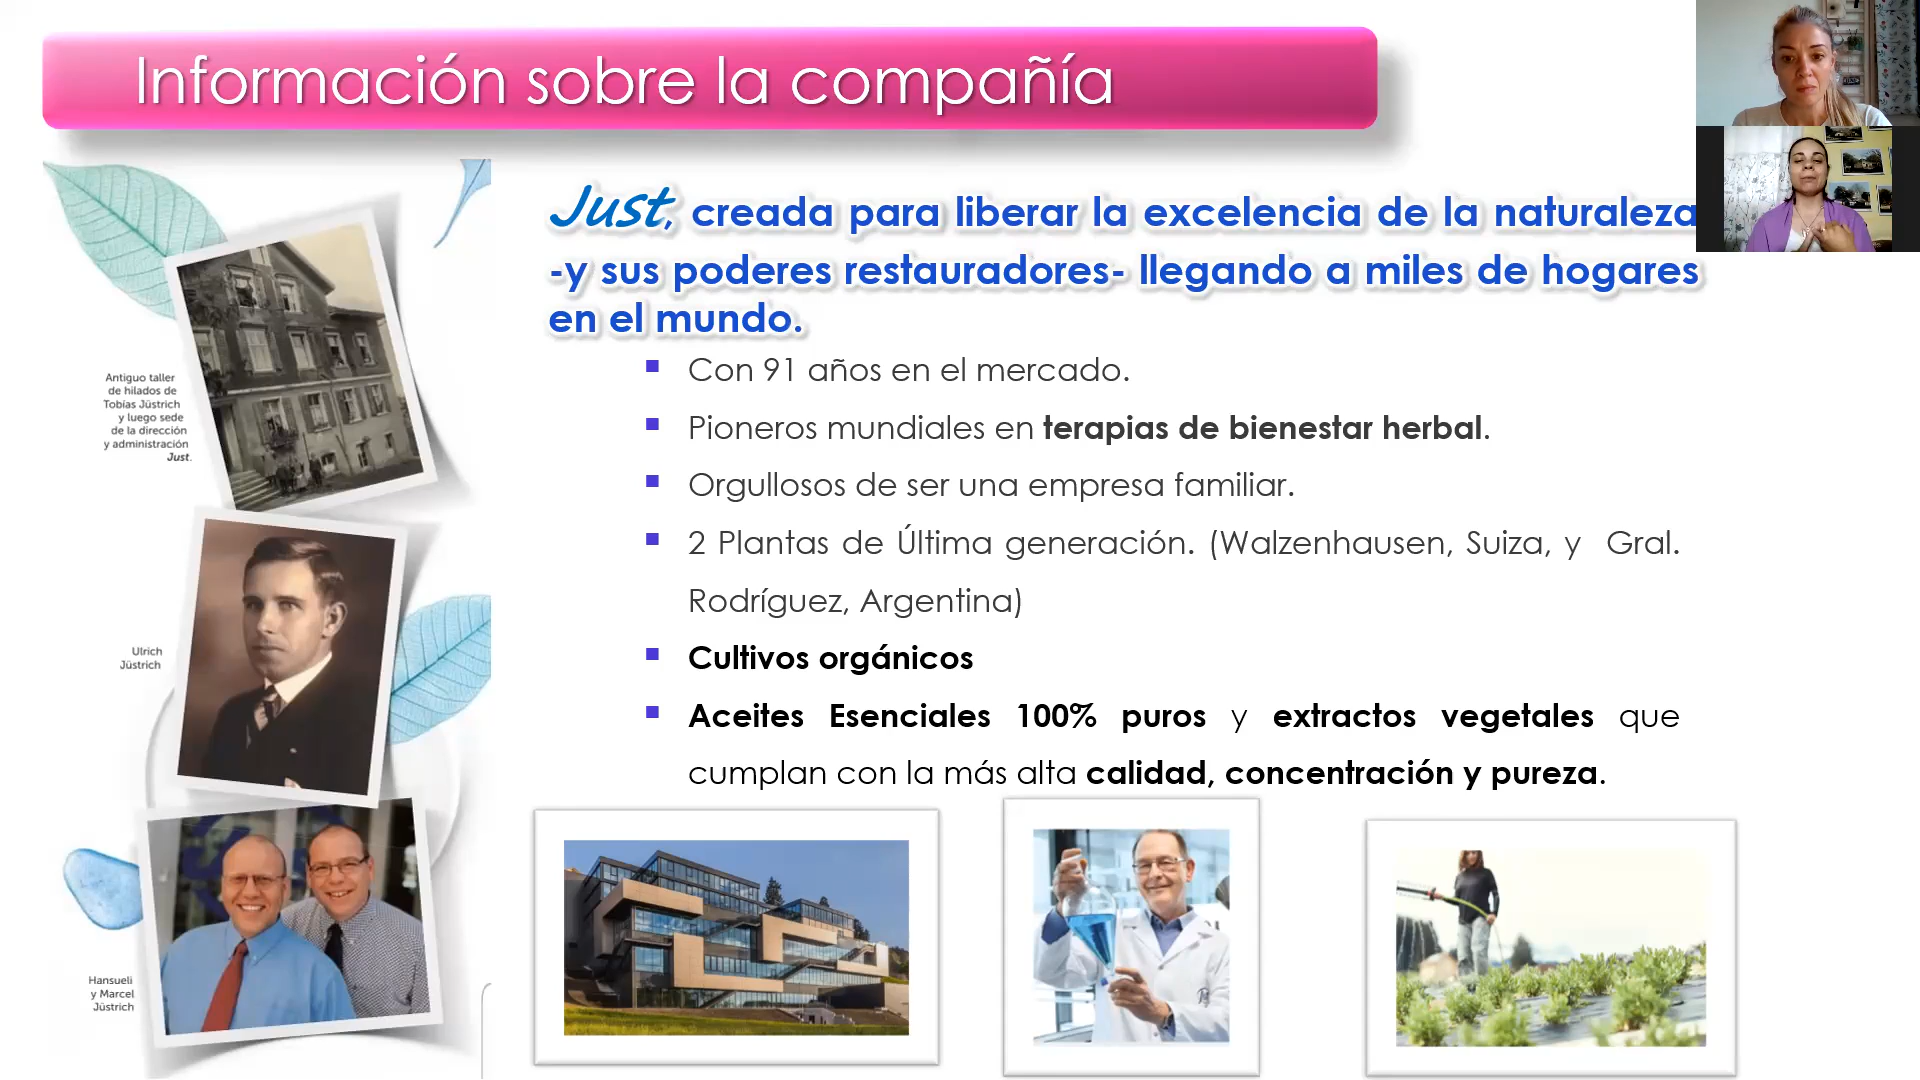 Información sobre la compañía
Just, creada para liberar la excelencia de la naturaleza
-y sus poderes restauradores- llegando a miles de hogares
en el mundo.
Con 91 años en el mercado.
Pioneros mundiales en terapias de bienestar herbal.
Orgullosos de ser una empresa familiar.
2 Plantas de Última generación. (Walzenhausen, Suiza, y Gral.
Rodríguez, Argentina)
Cultivos orgánicos
Aceites Esenciales 100% puros y extractos vegetales que
cumplan con la más alta calidad, concentración y pureza.
Antiguo taller
de hilados de
Tobías Jüstrich
y luego sede
de la dirección
y administración
Just.
Ulrich
Jüstrich
Hansueli
y Marcel
Jüstrich